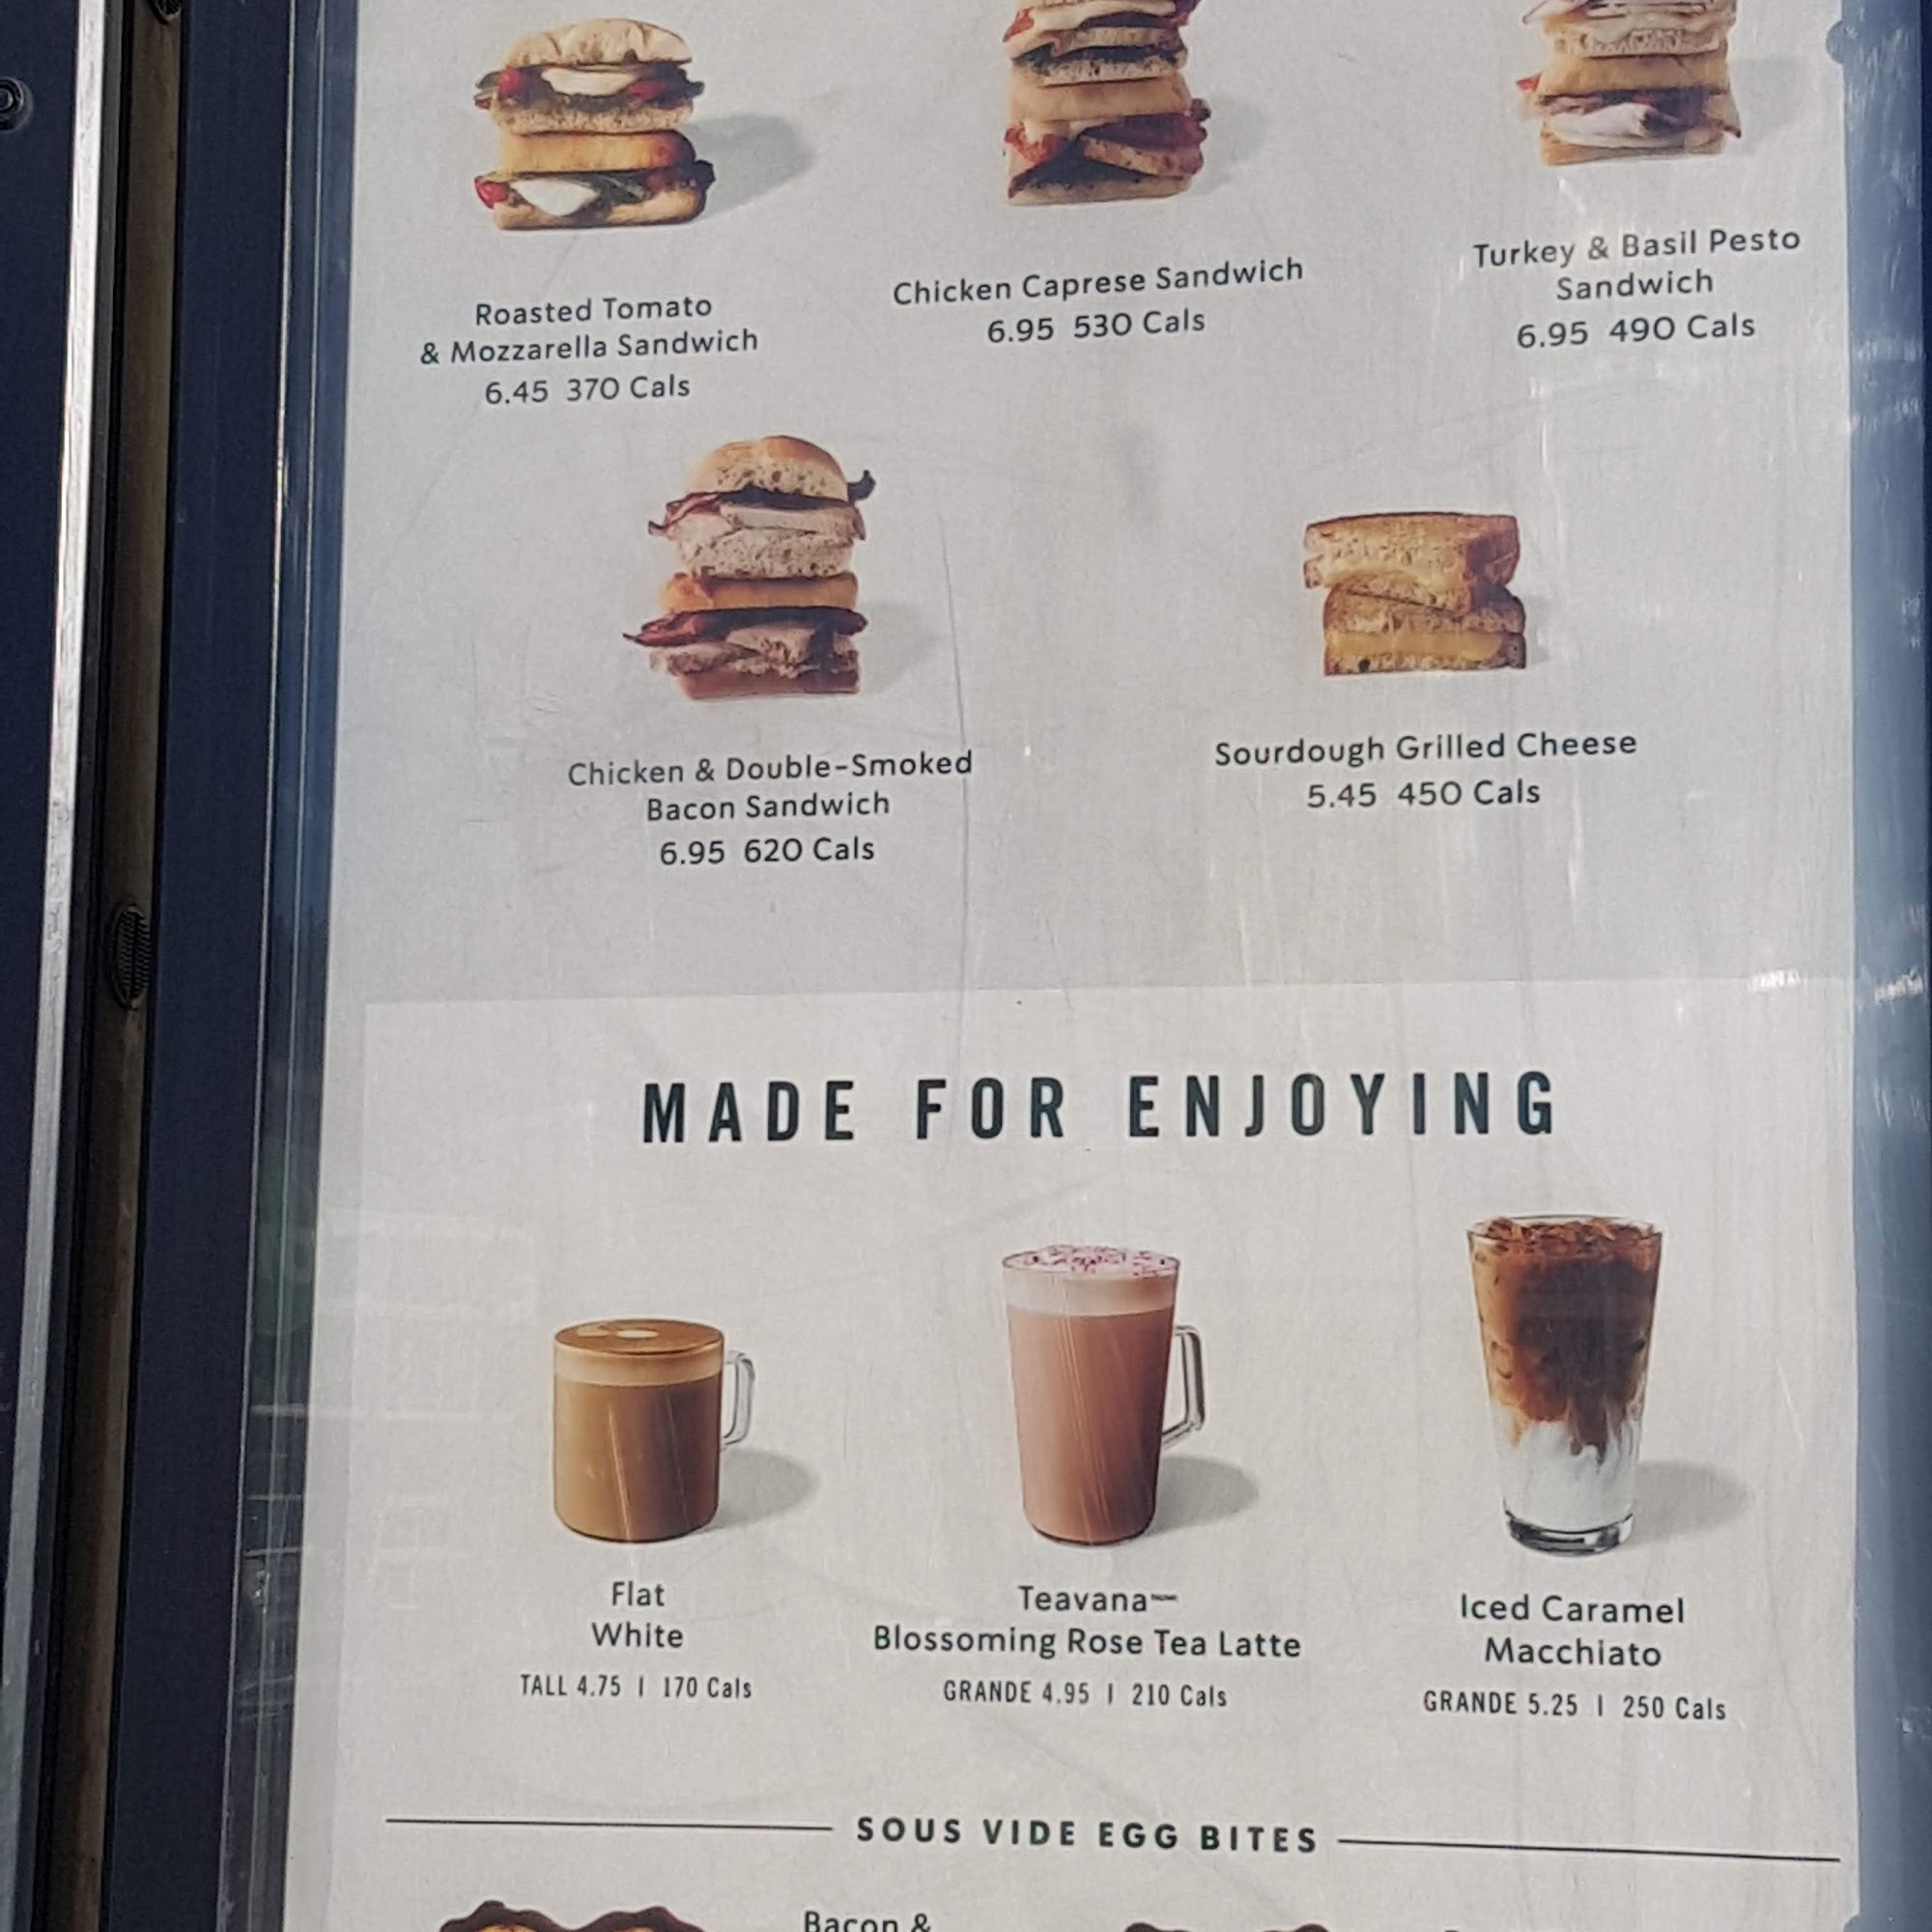 Roasted Tomato
& Mozzarella Sandwich
6.45 370 Cals
Chicken Caprese Sandwich
6.95 530 Cals
Turkey & Basil Pesto
Sandwich
6.95 490 Cals
Chicken & Double-Smoked
Bacon Sandwich
6.95 620 Cals
Sourdough Grilled Cheese
5.45 450 Cals
MADE FOR ENJOYING
Flat
White
TALL 4.75 | 170 Cals
Teavana™
Blossoming Rose Tea Latte
GRANDE 4.95 | 210 Cals
Iced Caramel
Macchiato
GRANDE 5.25 | 250 Cals
SOUS VIDE EGG BITES
Bacon &